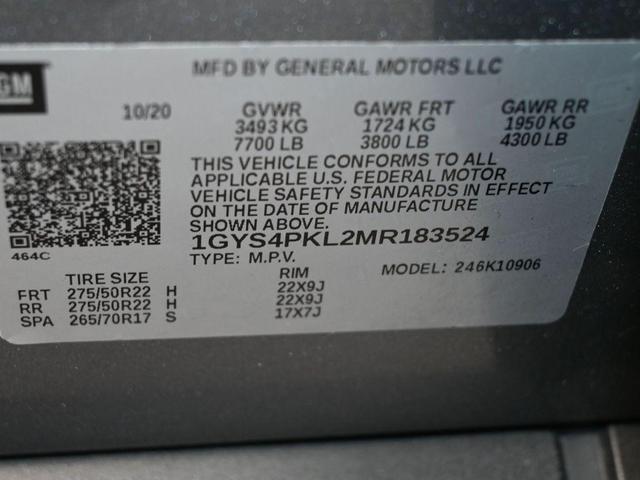 GM
MFD BY GENERAL MOTORS LLC
10/20 GVWR GAWR FRT GAWR RR
3493 KG 1724 KG 1950 KG
7700 LB 3800 LB 4300 LB
THIS VEHICLE CONFORMS TO ALL
APPLICABLE U.S. FEDERAL MOTOR
VEHICLE SAFETY STANDARDS IN EFFECT
ON THE DATE OF MANUFACTURE
SHOWN ABOVE.
1GYS4PKL2MR183524
464C
TYPE: M.P.V. MODEL: 246K10906
TIRE SIZE RIM
FRT 275/50R22 H 22X9J
RR 275/50R22 H 22X9J
SPA 265/70R17 S 17X7J